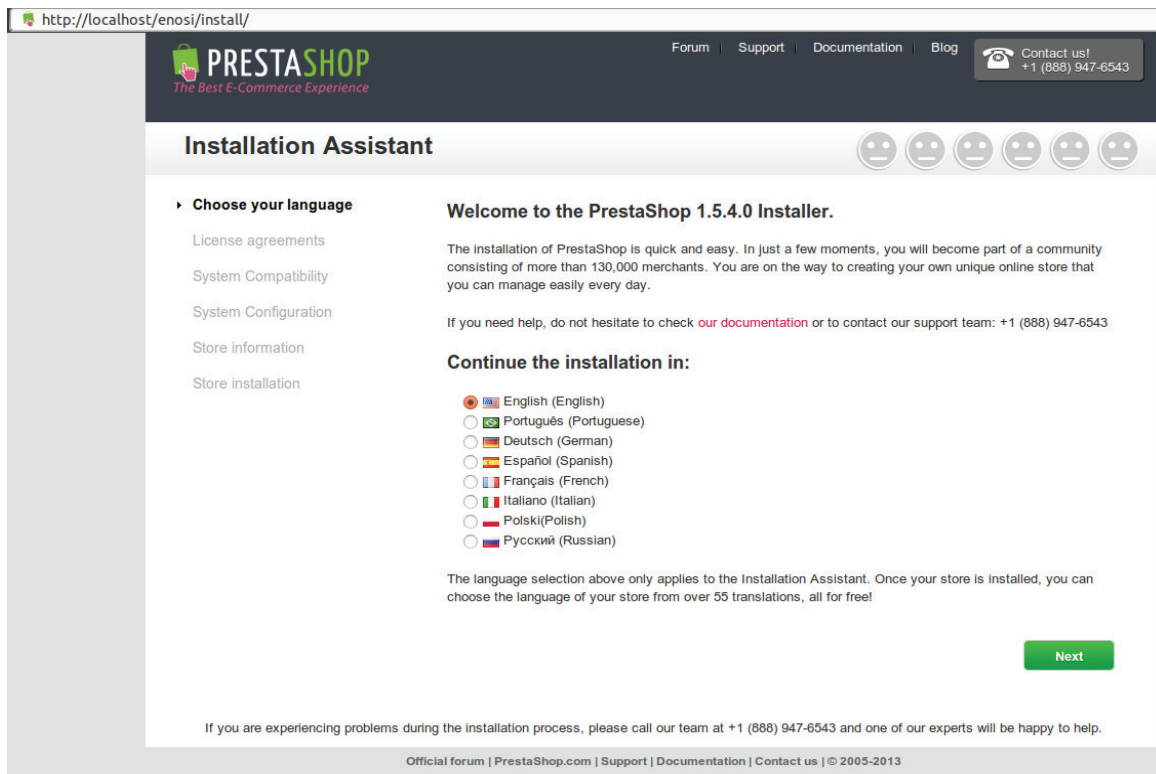 http://localhost/enosi/install/
PRESTASHOP
The Best E-Commerce Experience
Forum | Support | Documentation | Blog
Contact us!
+1 (888) 947-6543
Installation Assistant
Choose your language
License agreements
System Compatibility
System Configuration
Store information
Store installation
Welcome to the PrestaShop 1.5.4.0 Installer.
The installation of PrestaShop is quick and easy. In just a few moments, you will become part of a community
consisting of more than 130,000 merchants. You are on the way to creating your own unique online store that
you can manage easily every day.
If you need help, do not hesitate to check our documentation or to contact our support team: +1 (888) 947-6543
Continue the installation in:
English (English)
Português (Portuguese)
Deutsch (German)
Español (Spanish)
Français (French)
Italiano (Italian)
Polski(Polish)
Русский (Russian)
The language selection above only applies to the Installation Assistant. Once your store is installed, you can
choose the language of your store from over 55 translations, all for free!
Next
If you are experiencing problems during the installation process, please call our team at +1 (888) 947-6543 and one of our experts will be happy to help.
Official forum | PrestaShop.com | Support | Documentation | Contact us | © 2005-2013